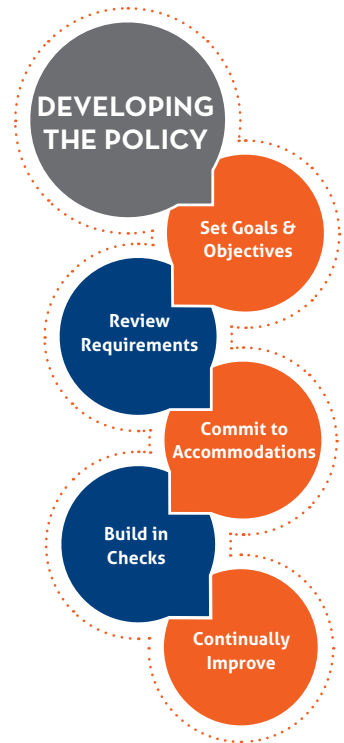 DEVELOPING
THE POLICY
Set Goals &
Objectives
Review
Requirements
Commit to
Accommodations
Build in
Checks
Continually
Improve